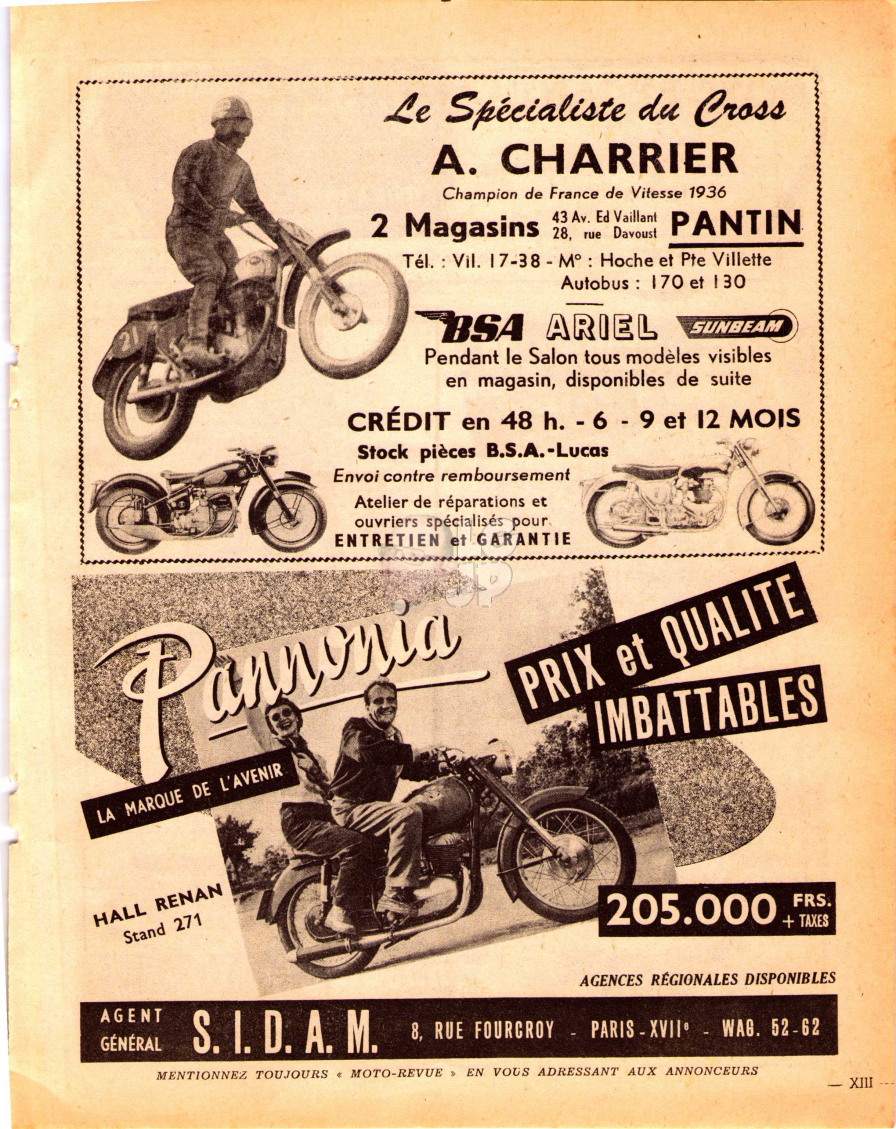 Le Spécialiste du Cross
A. CHARRIER
Champion de France de Vitesse 1936
2 Magasins 43 Av. Ed Vaillant PANTIN
28, rue Davoust
Tél. : Vil. 17-38 - M° : Hoche et Pte Villette
Autobus : 170 et 130
21
BSA ARIEL SUNBEAM
Pendant le Salon tous modèles visibles
en magasin, disponibles de suite
CRÉDIT en 48 h. - 6 - 9 et 12 MOIS
Stock pièces B.S.A.-Lucas
Envoi contre remboursement
Atelier de réparations et
ouvriers spécialisés pour
ENTRETIEN et GARANTIE
Pannonia
PRIX et QUALITE
IMBATTABLES
LA MARQUE DE L'AVENIR
HALL RENAN
Stand 271
205.000 FRS.
+ TAXES
AGENCES RÉGIONALES DISPONIBLES
AGENT
GÉNÉRAL
S. I. D. A. M. 8, RUE FOURCROY - PARIS-XVIIe - WAG. 52-62
MENTIONNEZ TOUJOURS « MOTO-REVUE » EN VOUS ADRESSANT AUX ANNONCEURS
— XIII —